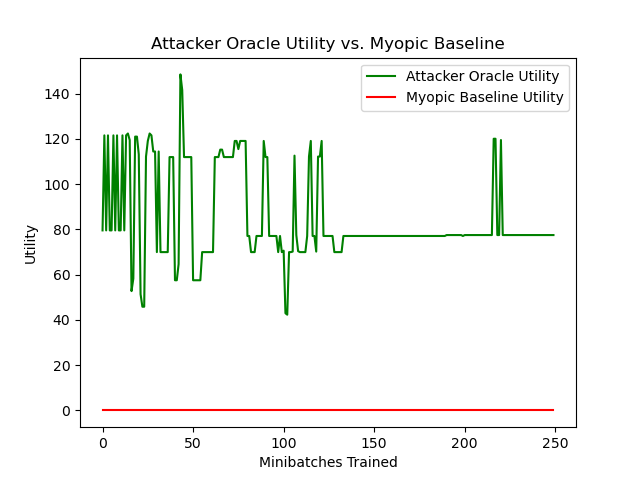 Attacker Oracle Utility vs. Myopic Baseline
Attacker Oracle Utility
Myopic Baseline Utility
140
120
100
80
60
40
20
0
Utility
0 50 100 150 200 250
Minibatches Trained